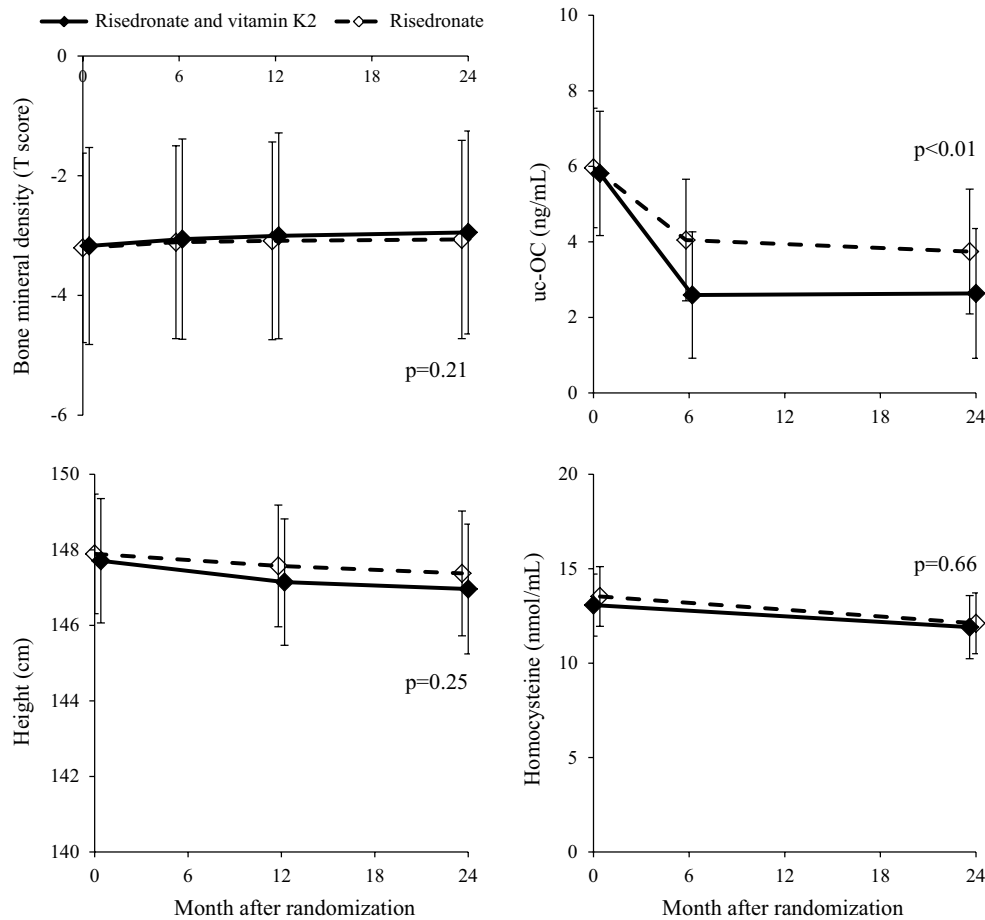 Risedronate and vitamin K2 Risedronate
Bone mineral density (T score)
0
-2
-4
-6
0 6 12 18 24
p=0.21
uc-OC (ng/mL)
10
8
6
4
2
0
0 6 12 18 24
p<0.01
Height (cm)
150
148
146
144
142
140
0 6 12 18 24
p=0.25
Month after randomization
Homocysteine (nmol/mL)
20
15
10
5
0
0 6 12 18 24
p=0.66
Month after randomization